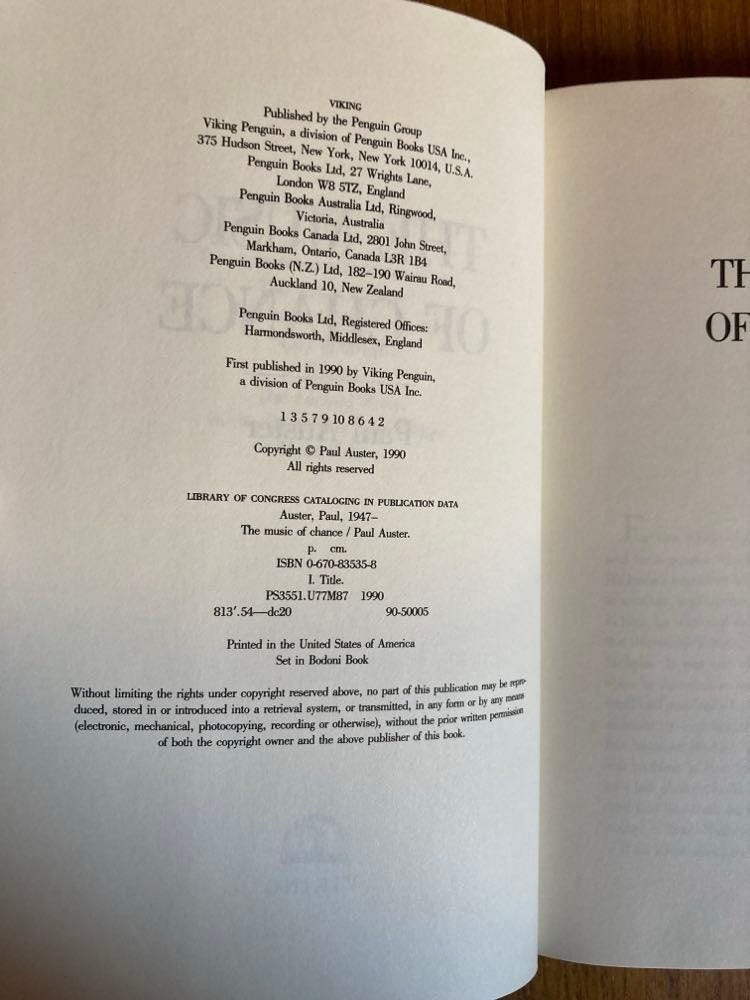 VIKING
Published by the Penguin Group
Viking Penguin, a division of Penguin Books USA Inc.,
375 Hudson Street, New York, New York 10014, U.S.A.
Penguin Books Ltd, 27 Wrights Lane,
London W8 5TZ, England
Penguin Books Australia Ltd, Ringwood,
Victoria, Australia
Penguin Books Canada Ltd, 2801 John Street,
Markham, Ontario, Canada L3R 1B4
Penguin Books (N.Z.) Ltd, 182–190 Wairau Road,
Auckland 10, New Zealand
Penguin Books Ltd, Registered Offices:
Harmondsworth, Middlesex, England
First published in 1990 by Viking Penguin,
a division of Penguin Books USA Inc.
1 3 5 7 9 10 8 6 4 2
Copyright © Paul Auster, 1990
All rights reserved
LIBRARY OF CONGRESS CATALOGING IN PUBLICATION DATA
Auster, Paul, 1947–
The music of chance / Paul Auster.
p. cm.
ISBN 0-670-83535-8
I. Title.
PS3551.U77M87 1990
813'.54—dc20 90-50005
Printed in the United States of America
Set in Bodoni Book
Without limiting the rights under copyright reserved above, no part of this publication may be repro-
duced, stored in or introduced into a retrieval system, or transmitted, in any form or by any means
(electronic, mechanical, photocopying, recording or otherwise), without the prior written permission
of both the copyright owner and the above publisher of this book.
TH
OF